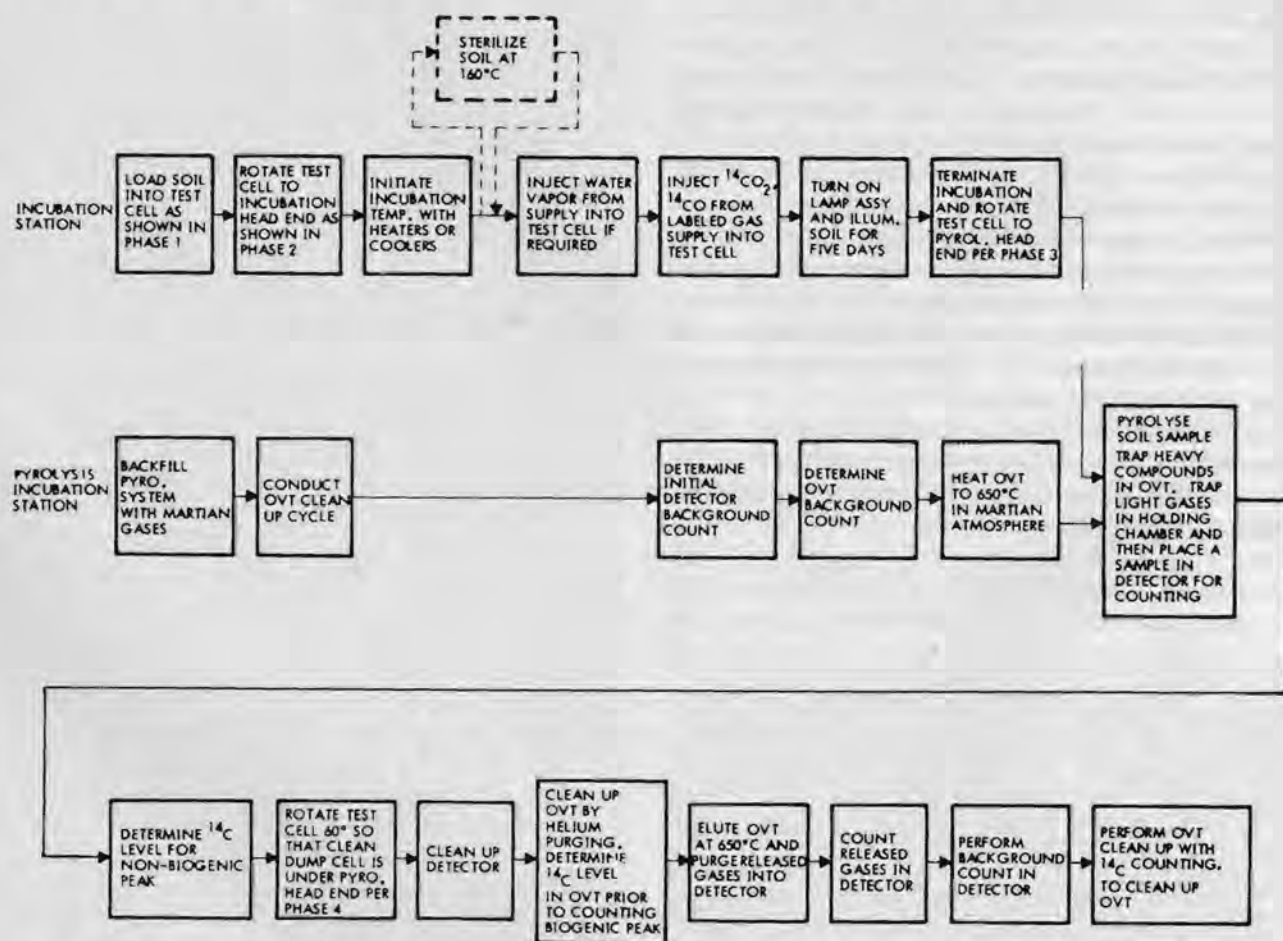 STERILIZE
SOIL AT
160°C
INCUBATION
STATION
LOAD SOIL
INTO TEST
CELL AS
SHOWN IN
PHASE 1
ROTATE TEST
CELL TO
INCUBATION
HEAD END AS
SHOWN IN
PHASE 2
INITIATE
INCUBATION
TEMP. WITH
HEATERS OR
COOLERS
INJECT WATER
VAPOR FROM
SUPPLY INTO
TEST CELL IF
REQUIRED
INJECT ¹⁴CO₂,
¹⁴CO FROM
LABELED GAS
SUPPLY INTO
TEST CELL
TURN ON
LAMP ASSY
AND ILLUM.
SOIL FOR
FIVE DAYS
TERMINATE
INCUBATION
AND ROTATE
TEST CELL TO
PYROL. HEAD
END PER PHASE 3
PYROLYSIS
INCUBATION
STATION
BACKFILL
PYRO.
SYSTEM
WITH MARTIAN
GASES
CONDUCT
OVT CLEAN
UP CYCLE
DETERMINE
INITIAL
DETECTOR
BACKGROUND
COUNT
DETERMINE
OVT
BACKGROUND
COUNT
HEAT OVT
TO 650°C
IN MARTIAN
ATMOSPHERE
PYROLYSE
SOIL SAMPLE
TRAP HEAVY
COMPOUNDS
IN OVT. TRAP
LIGHT GASES
IN HOLDING
CHAMBER AND
THEN PLACE A
SAMPLE IN
DETECTOR FOR
COUNTING
DETERMINE ¹⁴C
LEVEL FOR
NON-BIOGENIC
PEAK
ROTATE TEST
CELL 60° SO
THAT CLEAN
DUMP CELL IS
UNDER PYRO.
HEAD END PER
PHASE 4
CLEAN UP
DETECTOR
CLEAN UP
OVT BY
HELIUM
PURGING.
DETERMINE
¹⁴C LEVEL
IN OVT PRIOR
TO COUNTING
BIOGENIC PEAK
ELUTE OVT
AT 650°C AND
PURGE RELEASED
GASES INTO
DETECTOR
COUNT
RELEASED
GASES IN
DETECTOR
PERFORM
BACKGROUND
COUNT IN
DETECTOR
PERFORM OVT
CLEAN UP WITH
¹⁴C COUNTING.
TO CLEAN UP
OVT